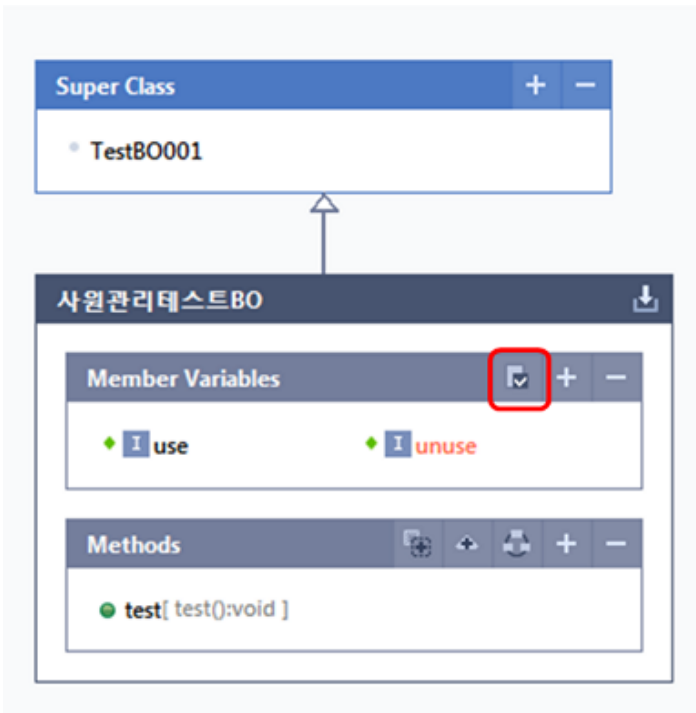 Super Class
TestBO001
사원관리테스트BO
Member Variables
I use I unuse
Methods
test[ test():void ]